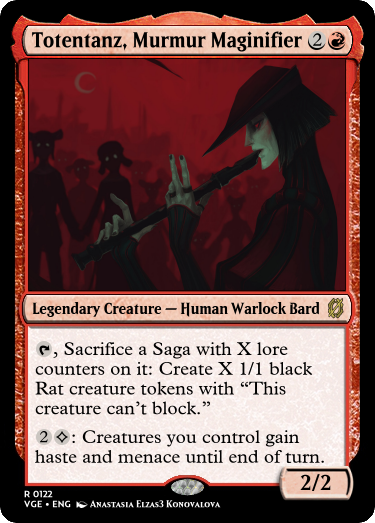 Totentanz, Murmur Maginifier 2
Legendary Creature — Human Warlock Bard
, Sacrifice a Saga with X lore
counters on it: Create X 1/1 black
Rat creature tokens with “This
creature can’t block.”
2 : Creatures you control gain
haste and menace until end of turn.
2/2
R 0122
VGE • ENG Anastasia Elzas3 Konovalova